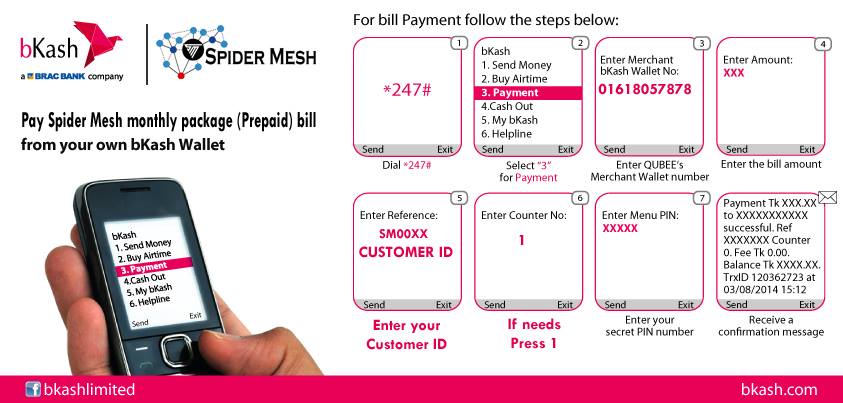 bKash
a BRAC BANK company
SPIDER MESH
Pay Spider Mesh monthly package (Prepaid) bill
from your own bKash Wallet
bKash
1. Send Money
2. Buy Airtime
3. Payment
4.Cash Out
5. My bKash
6. Helpline
Send Exit
For bill Payment follow the steps below:
1
*247#
Send Exit
Dial *247#
2
bKash
1. Send Money
2. Buy Airtime
3. Payment
4.Cash Out
5. My bKash
6. Helpline
Send Exit
Select "3"
for Payment
3
Enter Merchant
bKash Wallet No:
01618057878
Send Exit
Enter QUBEE's
Merchant Wallet number
4
Enter Amount:
XXX
Send Exit
Enter the bill amount
5
Enter Reference:
SM00XX
CUSTOMER ID
Send Exit
Enter your
Customer ID
6
Enter Counter No:
1
Send Exit
If needs
Press 1
7
Enter Menu PIN:
XXXXX
Send Exit
Enter your
secret PIN number
Payment Tk XXX.XX
to XXXXXXXXXXX
successful. Ref
XXXXXXX Counter
0. Fee Tk 0.00.
Balance Tk XXXX.XX.
TrxID 120362723 at
03/08/2014 15:12
Send Exit
Receive a
confirmation message
bkashlimited
bkash.com